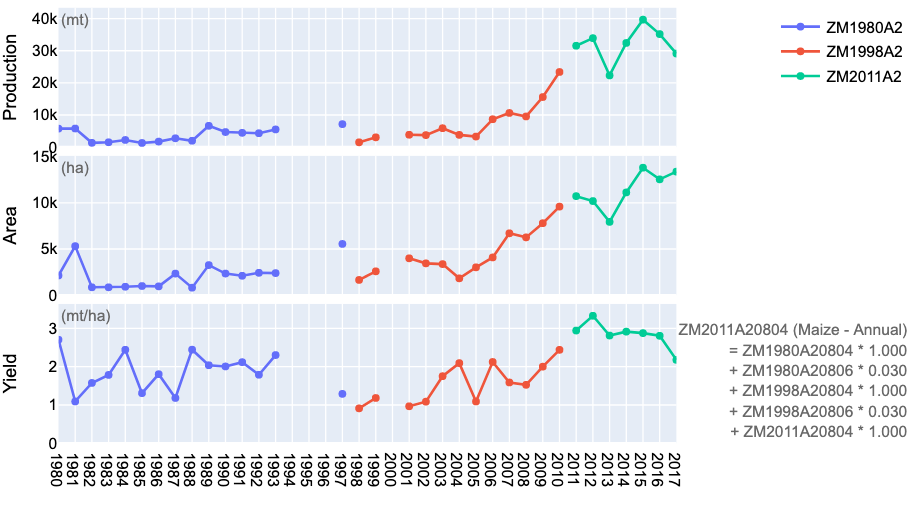 40k
(mt)
30k
20k
10k
0
Production
ZM1980A2
ZM1998A2
ZM2011A2
15k
(ha)
10k
5k
0
Area
(mt/ha)
3
2
1
0
Yield
ZM2011A20804 (Maize - Annual)
= ZM1980A20804 * 1.000
+ ZM1980A20806 * 0.030
+ ZM1998A20804 * 1.000
+ ZM1998A20806 * 0.030
+ ZM2011A20804 * 1.000
1980
1981
1982
1983
1984
1985
1986
1987
1988
1989
1990
1991
1992
1993
1994
1995
1996
1997
1998
1999
2000
2001
2002
2003
2004
2005
2006
2007
2008
2009
2010
2011
2012
2013
2014
2015
2016
2017